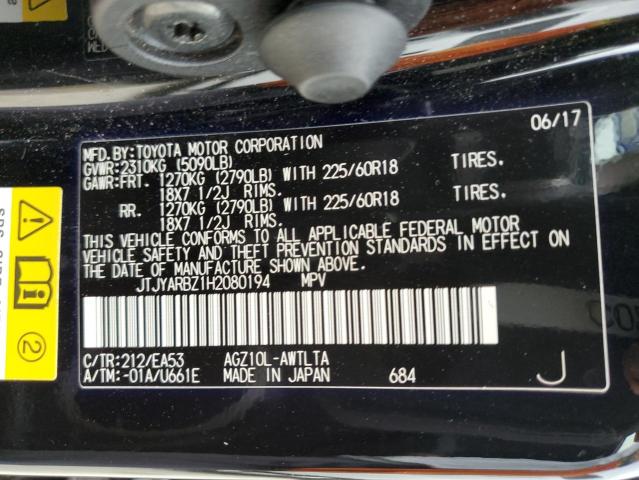 06/17
MFD.BY:TOYOTA MOTOR CORPORATION
GVWR:2310KG (5090LB)
GAWR:FRT. 1270KG (2790LB) WITH 225/60R18 TIRES.
18X7 1/2J RIMS.
RR. 1270KG (2790LB) WITH 225/60R18 TIRES.
18X7 1/2J RIMS.
THIS VEHICLE CONFORMS TO ALL APPLICABLE FEDERAL MOTOR
VEHICLE SAFETY AND THEFT PREVENTION STANDARDS IN EFFECT ON
THE DATE OF MANUFACTURE SHOWN ABOVE.
JTJYARBZ1H2080194 MPV
C/TR:212/EA53 AGZ10L-AWTLTA
A/TM:-01A/U661E MADE IN JAPAN 684 J
2